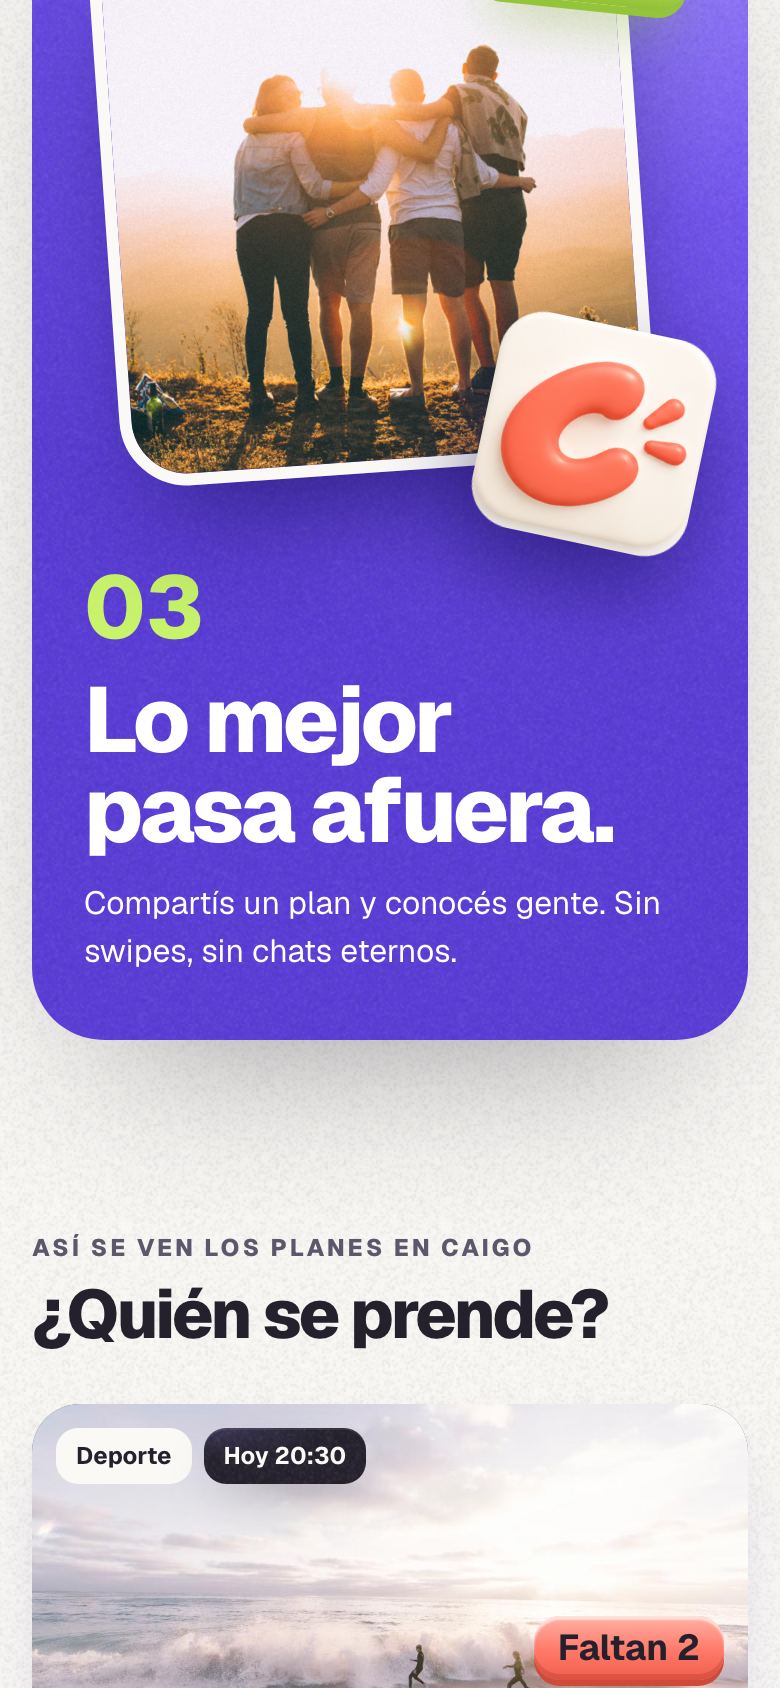 03
Lo mejor
pasa afuera.
Compartís un plan y conocés gente. Sin
swipes, sin chats eternos.
ASÍ SE VEN LOS PLANES EN CAIGO
¿Quién se prende?
Deporte
Hoy 20:30
Faltan 2